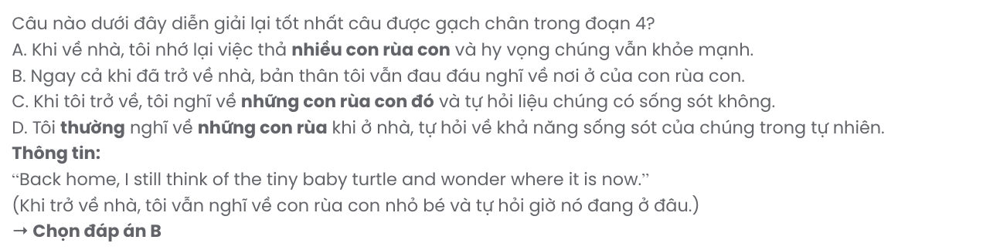 Câu nào dưới đây diễn giải lại tốt nhất câu được gạch chân trong đoạn 4?
A. Khi về nhà, tôi nhớ lại việc thả nhiều con rùa con và hy vọng chúng vẫn khỏe mạnh.
B. Ngay cả khi đã trở về nhà, bản thân tôi vẫn đau đáu nghĩ về nơi ở của con rùa con.
C. Khi tôi trở về, tôi nghĩ về những con rùa con đó và tự hỏi liệu chúng có sống sót không.
D. Tôi thường nghĩ về những con rùa khi ở nhà, tự hỏi về khả năng sống sót của chúng trong tự nhiên.
Thông tin:
“Back home, I still think of the tiny baby turtle and wonder where it is now.”
(Khi trở về nhà, tôi vẫn nghĩ về con rùa con nhỏ bé và tự hỏi giờ nó đang ở đâu.)
→ Chọn đáp án B